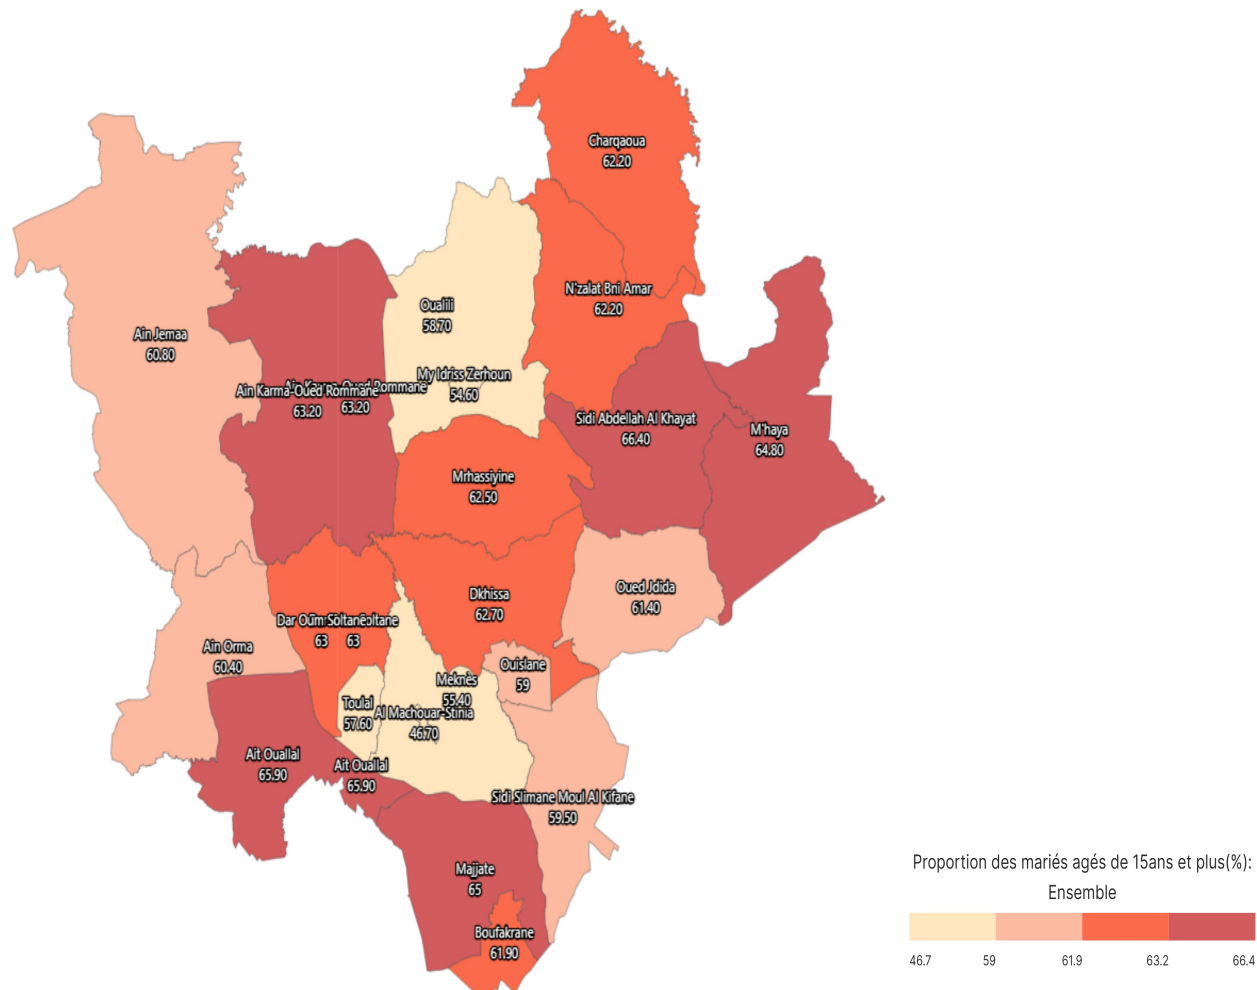 Charqaoua
62.20
N'zalat Bni Amar
62.20
Oualili
58.70
Ain Jemaa
60.80
My Idriss Zerhoun
54.60
Ain Karma-Oued Rommane
63.20
Ain Karma-Oued Rommane
63.20
Sidi Abdellah Al Khayat
66.40
M'haya
64.80
Mrhassiyine
62.50
Oued Jdida
61.40
Dkhissa
62.70
Dar Oum Soltane
63
63
Ain Orma
60.40
Ouislane
59
Meknès
55.40
Toulal
57.60
Al Machouar-Stinia
46.70
Ait Ouallal
65.90
Ait Ouallal
65.90
Sidi Slimane Moul Al Kifane
59.50
Majjate
65
Boufakrane
61.90
Proportion des mariés agés de 15ans et plus(%):
Ensemble
46.7 59 61.9 63.2 66.4